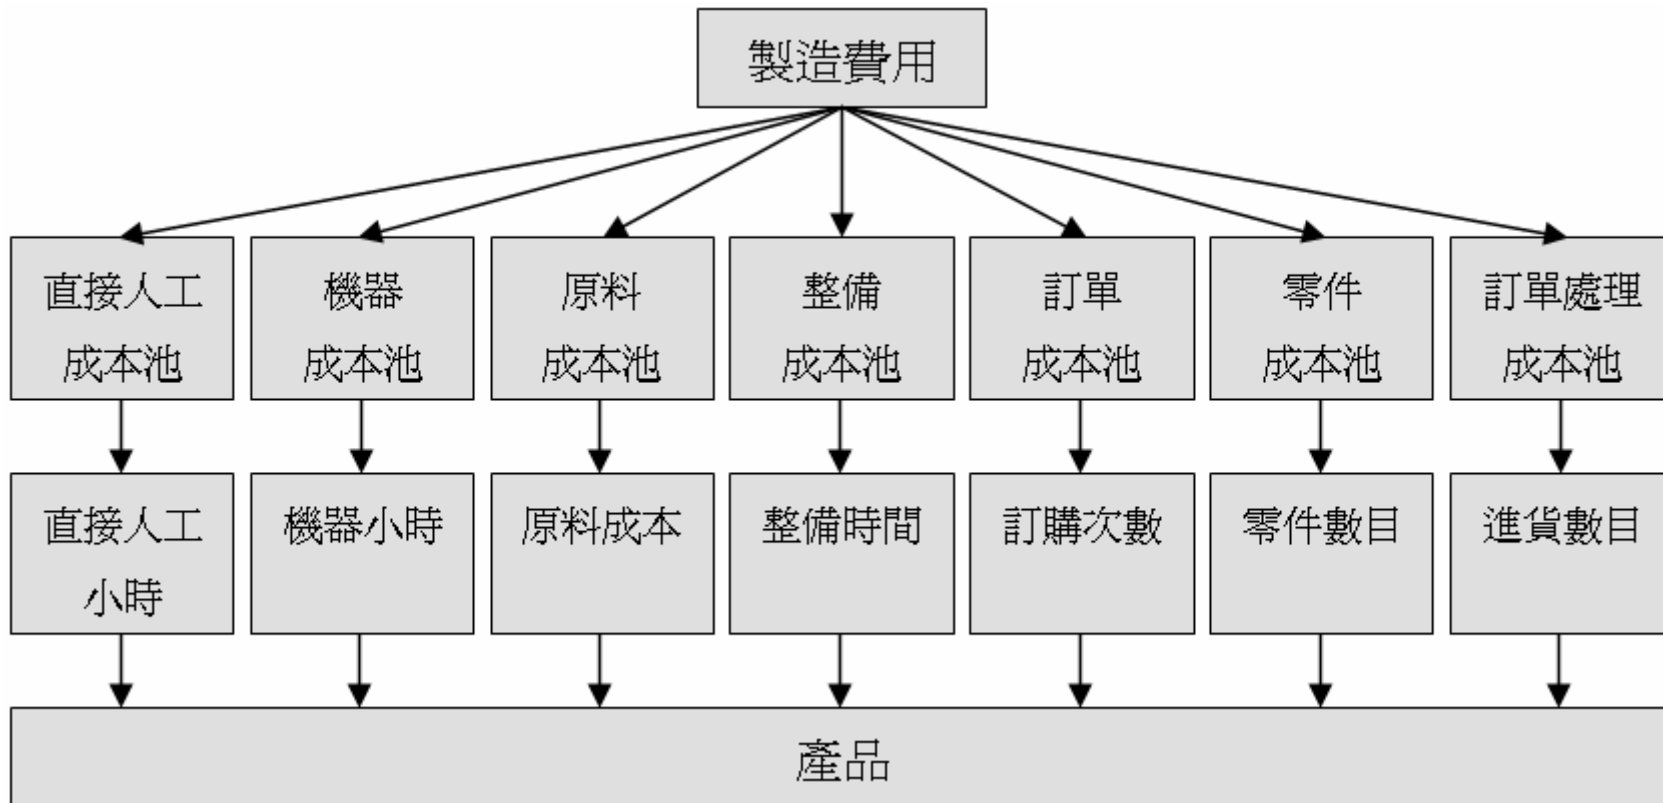 製造費用
直接人工
成本池
機器
成本池
原料
成本池
整備
成本池
訂單
成本池
零件
成本池
訂單處理
成本池
直接人工
小時
機器小時
原料成本
整備時間
訂購次數
零件數目
進貨數目
產品